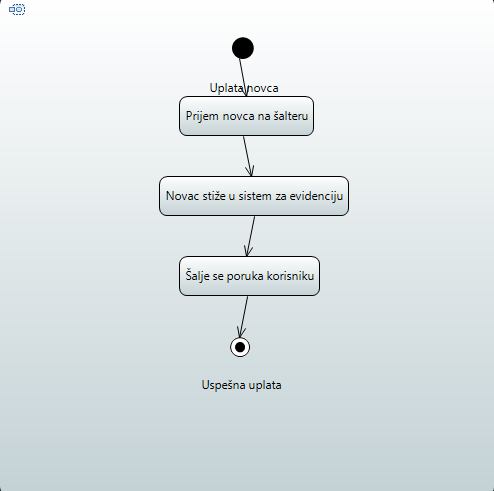 Uplata novca
Prijem novca na šalteru
Novac stiže u sistem za evidenciju
Šalje se poruka korisniku
Uspešna uplata